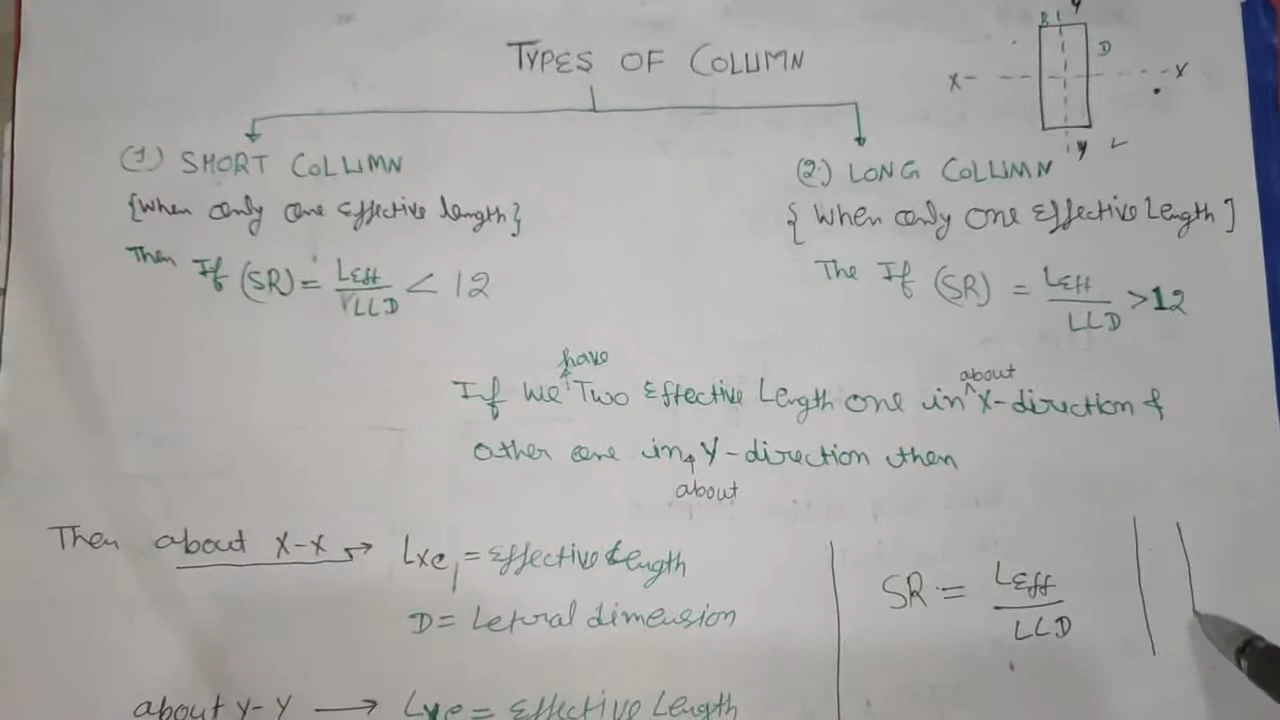 TYPES OF COLUMN
B Y
D
X- -X
Y
(1) SHORT COLUMN
{When only one effective length}
Then If (SR) = LEff/LLD < 12
(2) LONG COLUMN
{ When only one Effective Length ]
The If (SR) = LEff/LLD >12
If we have Two Effective Length one in about X-direction &
other one in about Y-direction then
Then about X-X → Lxe, = Effective Length
D = Letural dimension
about Y-Y → Lye = Effective Length
SR = LEff/LLD